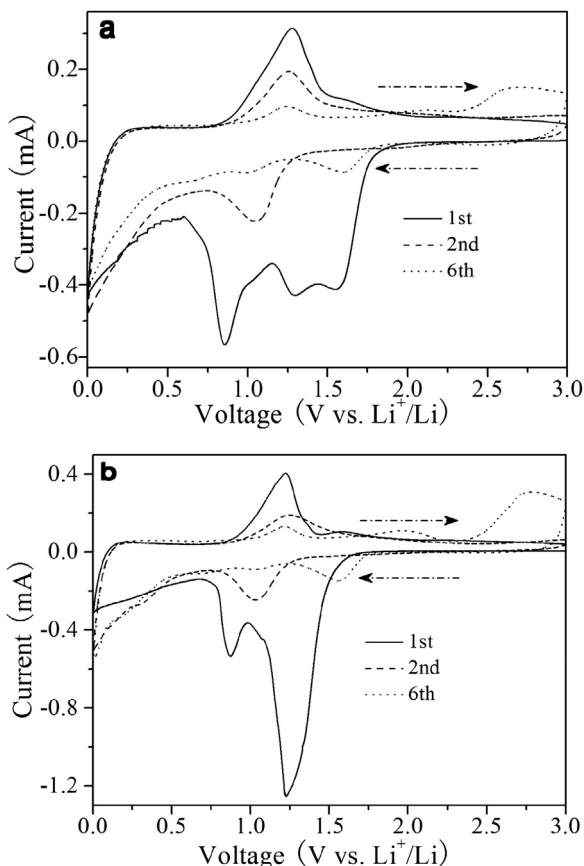 a
0.2
0.0
-0.2
-0.4
-0.6
Current (mA)
1st
2nd
6th
0.0 0.5 1.0 1.5 2.0 2.5 3.0
Voltage (V vs. Li⁺/Li)
b
0.4
0.0
-0.4
-0.8
-1.2
Current (mA)
1st
2nd
6th
0.0 0.5 1.0 1.5 2.0 2.5 3.0
Voltage (V vs. Li⁺/Li)